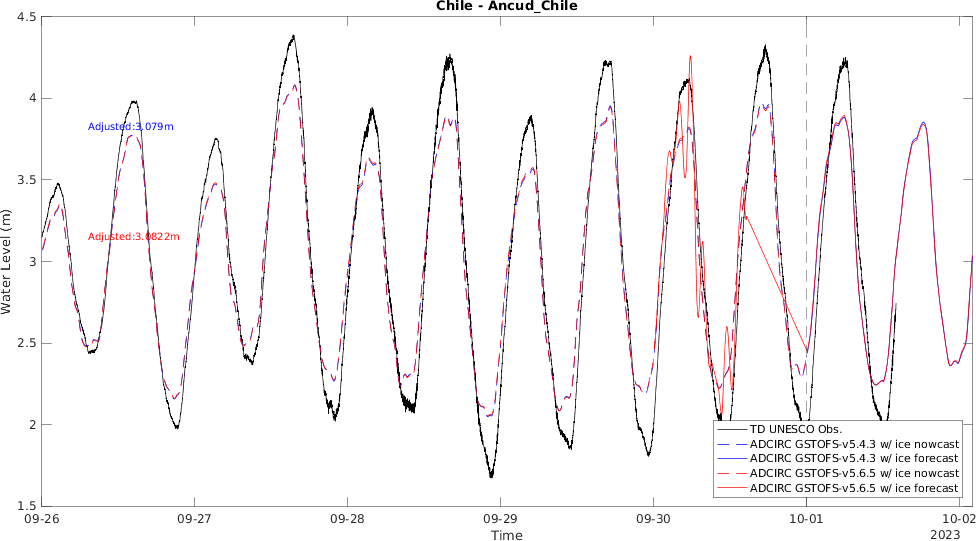 Chile - Ancud_Chile
4.5
4
3.5
3
2.5
2
1.5
Water Level (m)
Adjusted:3.079m
Adjusted:3.0822m
TD UNESCO Obs.
ADCIRC GSTOFS-v5.4.3 w/ ice nowcast
ADCIRC GSTOFS-v5.4.3 w/ ice forecast
ADCIRC GSTOFS-v5.6.5 w/ ice nowcast
ADCIRC GSTOFS-v5.6.5 w/ ice forecast
09-26 09-27 09-28 09-29 09-30 10-01 10-02
Time
2023